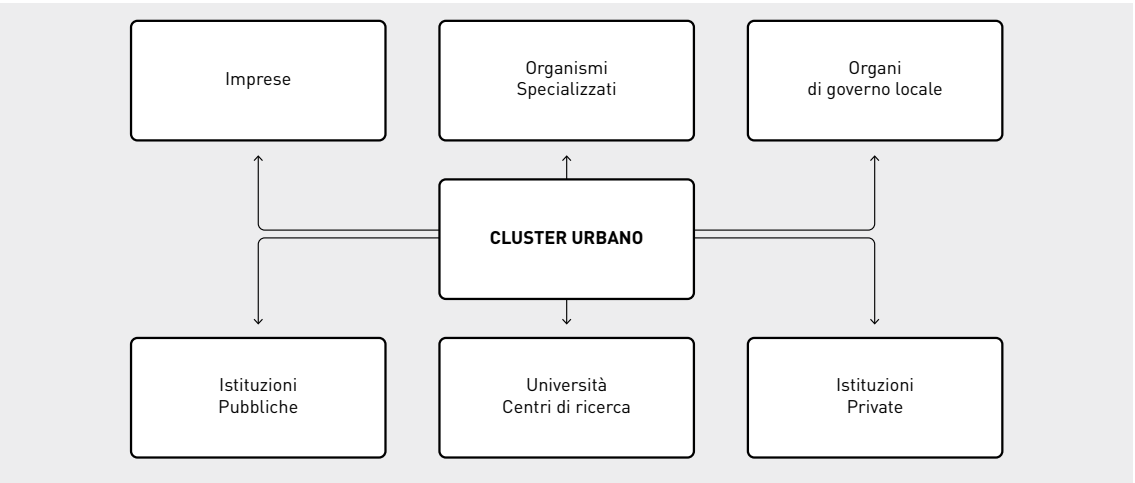 Imprese
Organismi
Specializzati
Organi
di governo locale
CLUSTER URBANO
Istituzioni
Pubbliche
Università
Centri di ricerca
Istituzioni
Private